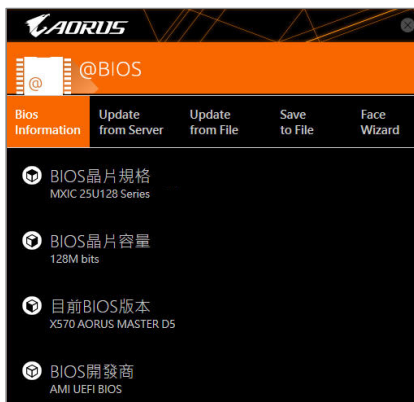 AORUS
@BIOS
@
Bios Information
Update from Server
Update from File
Save to File
Face Wizard
BIOS晶片規格
MXIC 25U128 Series
BIOS晶片容量
128M bits
目前BIOS版本
X570 AORUS MASTER D5
BIOS開發商
AMI UEFI BIOS